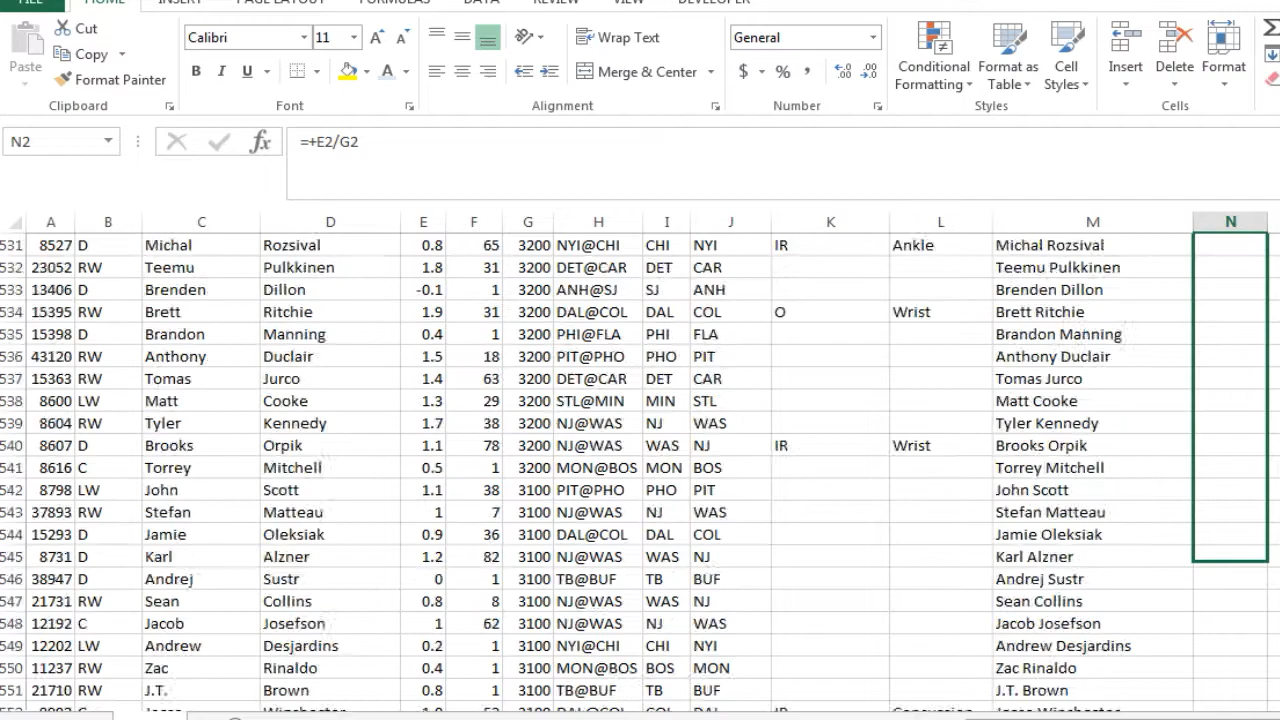 FILE HOME INSERT PAGE LAYOUT FORMULAS DATA REVIEW VIEW DEVELOPER
Cut
Copy
Format Painter
Paste
Clipboard
Calibri 11
B I U
Font
Wrap Text
Merge & Center
Alignment
General
$ % ,
Number
Conditional Formatting
Format as Table
Cell Styles
Styles
Insert Delete Format
Cells
N2 fx =+E2/G2
A B C D E F G H I J K L M N
531 8527 D Michal Rozsival 0.8 65 3200 NYI@CHI CHI NYI IR Ankle Michal Rozsival
532 23052 RW Teemu Pulkkinen 1.8 31 3200 DET@CAR DET CAR Teemu Pulkkinen
533 13406 D Brenden Dillon -0.1 1 3200 ANH@SJ SJ ANH Brenden Dillon
534 15395 RW Brett Ritchie 1.9 31 3200 DAL@COL DAL COL O Wrist Brett Ritchie
535 15398 D Brandon Manning 0.4 1 3200 PHI@FLA PHI FLA Brandon Manning
536 43120 RW Anthony Duclair 1.5 18 3200 PIT@PHO PHO PIT Anthony Duclair
537 15363 RW Tomas Jurco 1.4 63 3200 DET@CAR DET CAR Tomas Jurco
538 8600 LW Matt Cooke 1.3 29 3200 STL@MIN MIN STL Matt Cooke
539 8604 RW Tyler Kennedy 1.7 38 3200 NJ@WAS NJ WAS Tyler Kennedy
540 8607 D Brooks Orpik 1.1 78 3200 NJ@WAS WAS NJ IR Wrist Brooks Orpik
541 8616 C Torrey Mitchell 0.5 1 3200 MON@BOS MON BOS Torrey Mitchell
542 8798 LW John Scott 1.1 38 3100 PIT@PHO PHO PIT John Scott
543 37893 RW Stefan Matteau 1 7 3100 NJ@WAS NJ WAS Stefan Matteau
544 15293 D Jamie Oleksiak 0.9 36 3100 DAL@COL DAL COL Jamie Oleksiak
545 8731 D Karl Alzner 1.2 82 3100 NJ@WAS WAS NJ Karl Alzner
546 38947 D Andrej Sustr 0 1 3100 TB@BUF TB BUF Andrej Sustr
547 21731 RW Sean Collins 0.8 8 3100 NJ@WAS WAS NJ Sean Collins
548 12192 C Jacob Josefson 1 62 3100 NJ@WAS NJ WAS Jacob Josefson
549 12202 LW Andrew Desjardins 0.2 1 3100 NYI@CHI CHI NYI Andrew Desjardins
550 11237 RW Zac Rinaldo 0.4 1 3100 MON@BOS BOS MON Zac Rinaldo
551 21710 RW J.T. Brown 0.8 1 3100 TB@BUF TB BUF J.T. Brown